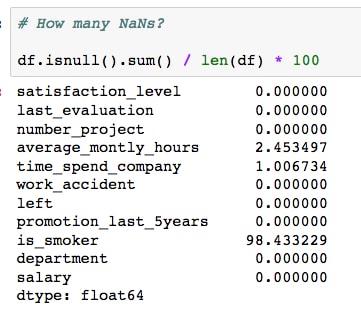 # How many NaNs?
df.isnull().sum() / len(df) * 100
satisfaction_level 0.000000
last_evaluation 0.000000
number_project 0.000000
average_montly_hours 2.453497
time_spend_company 1.006734
work_accident 0.000000
left 0.000000
promotion_last_5years 0.000000
is_smoker 98.433229
department 0.000000
salary 0.000000
dtype: float64